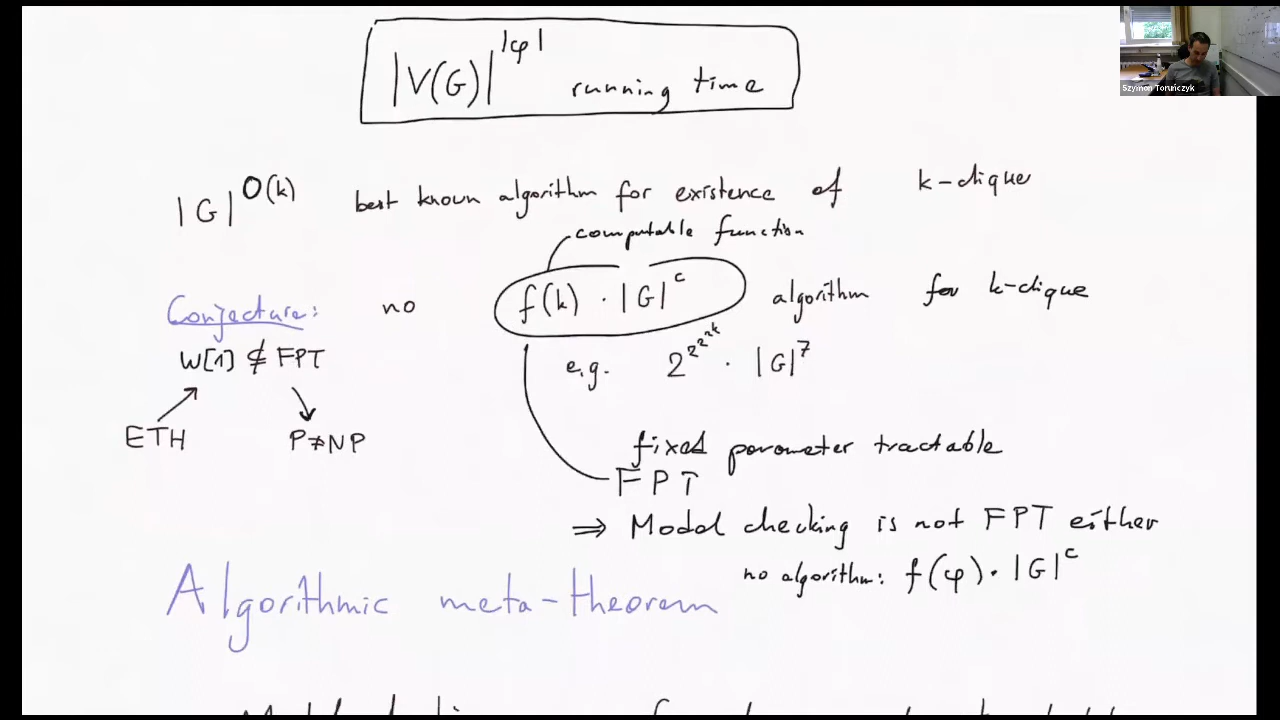 |V(G)|^|φ| running time
|G|^O(k) best known algorithm for existence of k-clique
computable function
Conjecture: no f(k) · |G|^c algorithm for k-clique
W[1] ⊄ FPT e.g. 2^2^2^2^k · |G|^7
ETH P≠NP
fixed parameter tractable
FPT
⇒ Model checking is not FPT either
no algorithm: f(φ) · |G|^c
Algorithmic meta-theorem
Szymon Toruńczyk